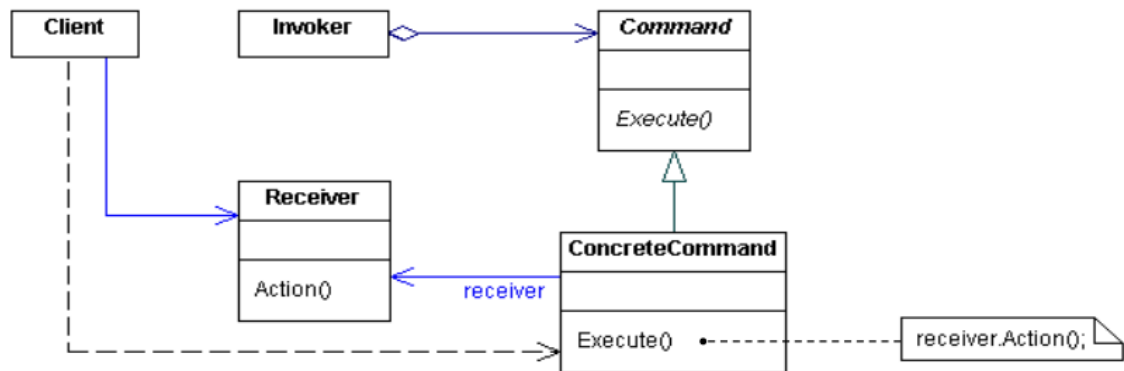 Client
Invoker
Command
Execute()
Receiver
Action()
receiver
ConcreteCommand
Execute()
receiver.Action();